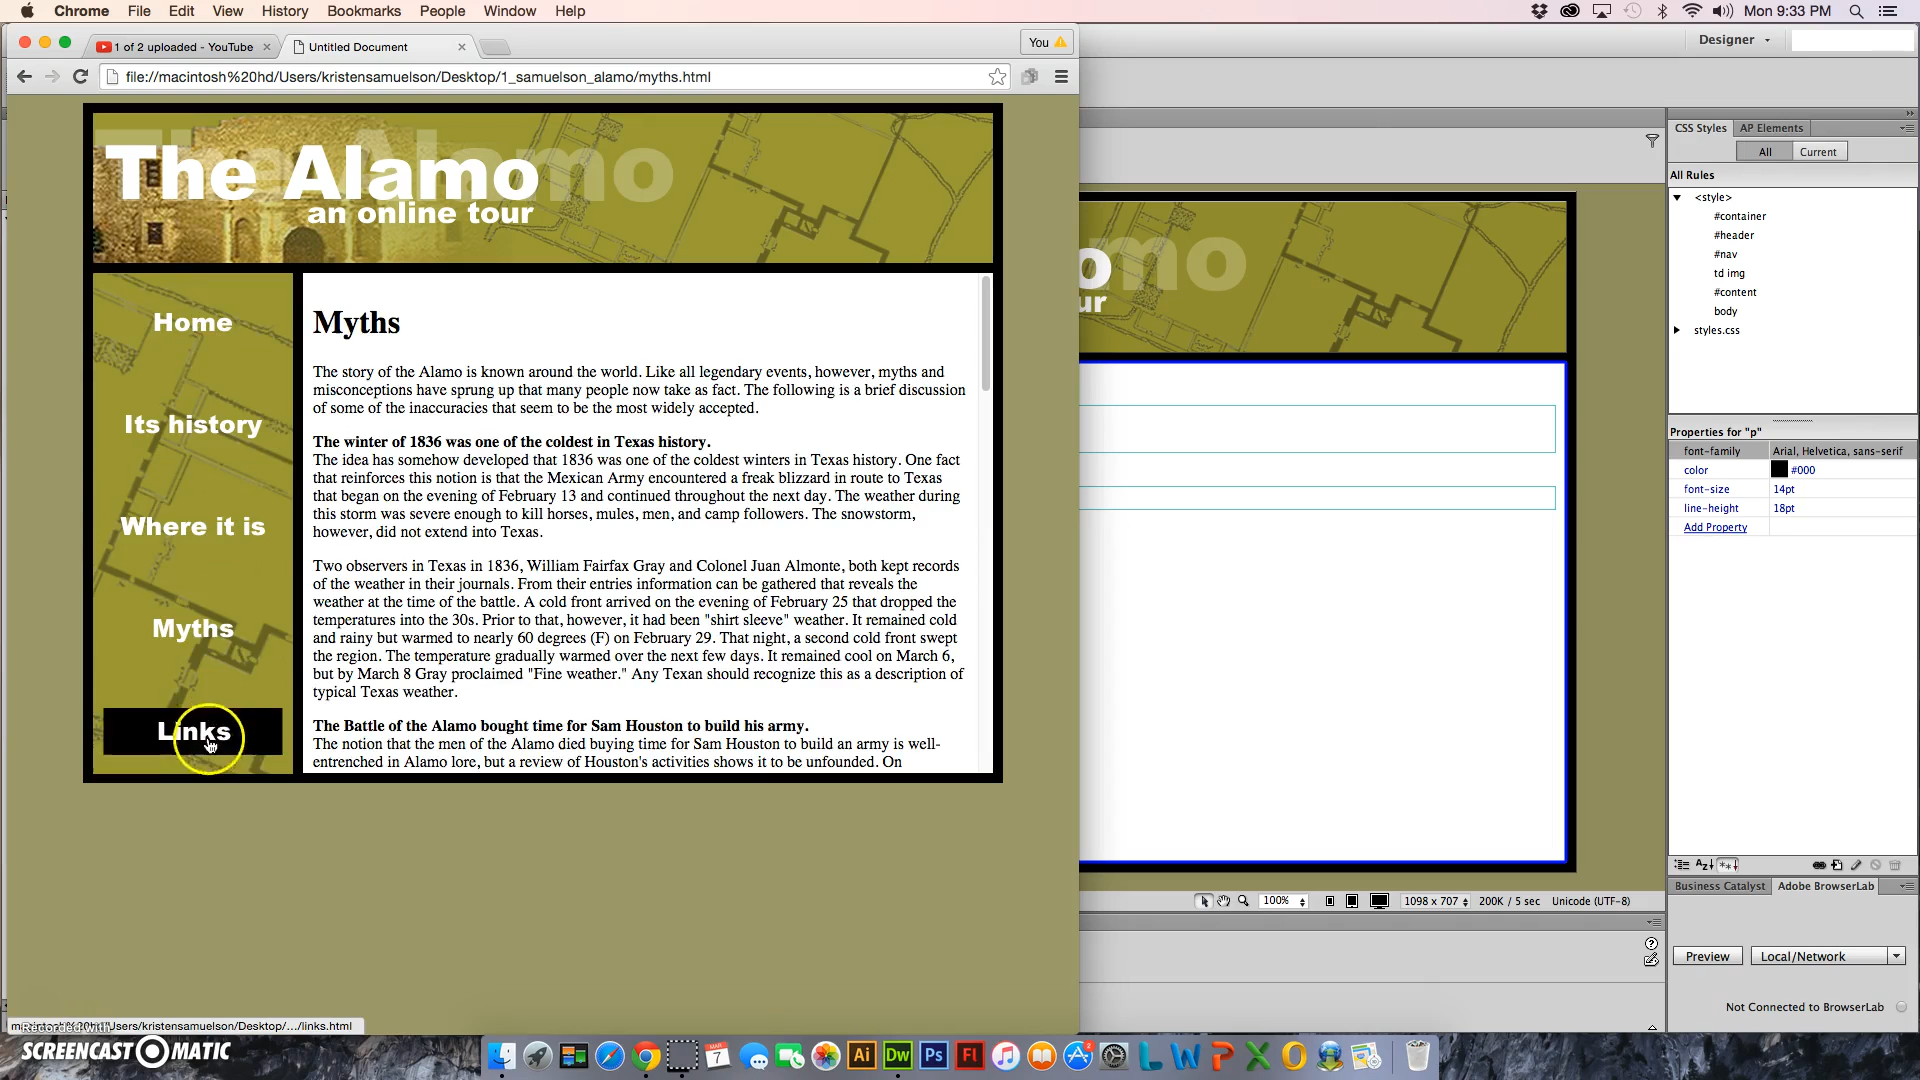 Chrome File Edit View History Bookmarks People Window Help
Mon 9:33 PM
1 of 2 uploaded - YouTube
Untitled Document
You
file://macintosh%20hd/Users/kristensamuelson/Desktop/1_samuelson_alamo/myths.html
Designer
The Alamo
an online tour
Home
Its history
Where it is
Myths
Links
Myths
The story of the Alamo is known around the world. Like all legendary events, however, myths and
misconceptions have sprung up that many people now take as fact. The following is a brief discussion
of some of the inaccuracies that seem to be the most widely accepted.
The winter of 1836 was one of the coldest in Texas history.
The idea has somehow developed that 1836 was one of the coldest winters in Texas history. One fact
that reinforces this notion is that the Mexican Army encountered a freak blizzard in route to Texas
that began on the evening of February 13 and continued throughout the next day. The weather during
this storm was severe enough to kill horses, mules, men, and camp followers. The snowstorm,
however, did not extend into Texas.
Two observers in Texas in 1836, William Fairfax Gray and Colonel Juan Almonte, both kept records
of the weather in their journals. From their entries information can be gathered that reveals the
weather at the time of the battle. A cold front arrived on the evening of February 25 that dropped the
temperatures into the 30s. Prior to that, however, it had been "shirt sleeve" weather. It remained cold
and rainy but warmed to nearly 60 degrees (F) on February 29. That night, a second cold front swept
the region. The temperature gradually warmed over the next few days. It remained cool on March 6,
but by March 8 Gray proclaimed "Fine weather." Any Texan should recognize this as a description of
typical Texas weather.
The Battle of the Alamo bought time for Sam Houston to build his army.
The notion that the men of the Alamo died buying time for Sam Houston to build an army is well-
entrenched in Alamo lore, but a review of Houston's activities shows it to be unfounded. On
omo
ur
CSS Styles AP Elements
All Current
All Rules
<style>
#container
#header
#nav
td img
#content
body
styles.css
Properties for "p"
font-family Arial, Helvetica, sans-serif
color #000
font-size 14pt
line-height 18pt
Add Property
Business Catalyst Adobe BrowserLab
Preview Local/Network
Not Connected to BrowserLab
100% 1098 x 707 200K / 5 sec Unicode (UTF-8)
Users/kristensamuelson/Desktop/.../links.html
Recorded with
SCREENCAST-O-MATIC
MAR
7
Ai Dw Ps Fl
2